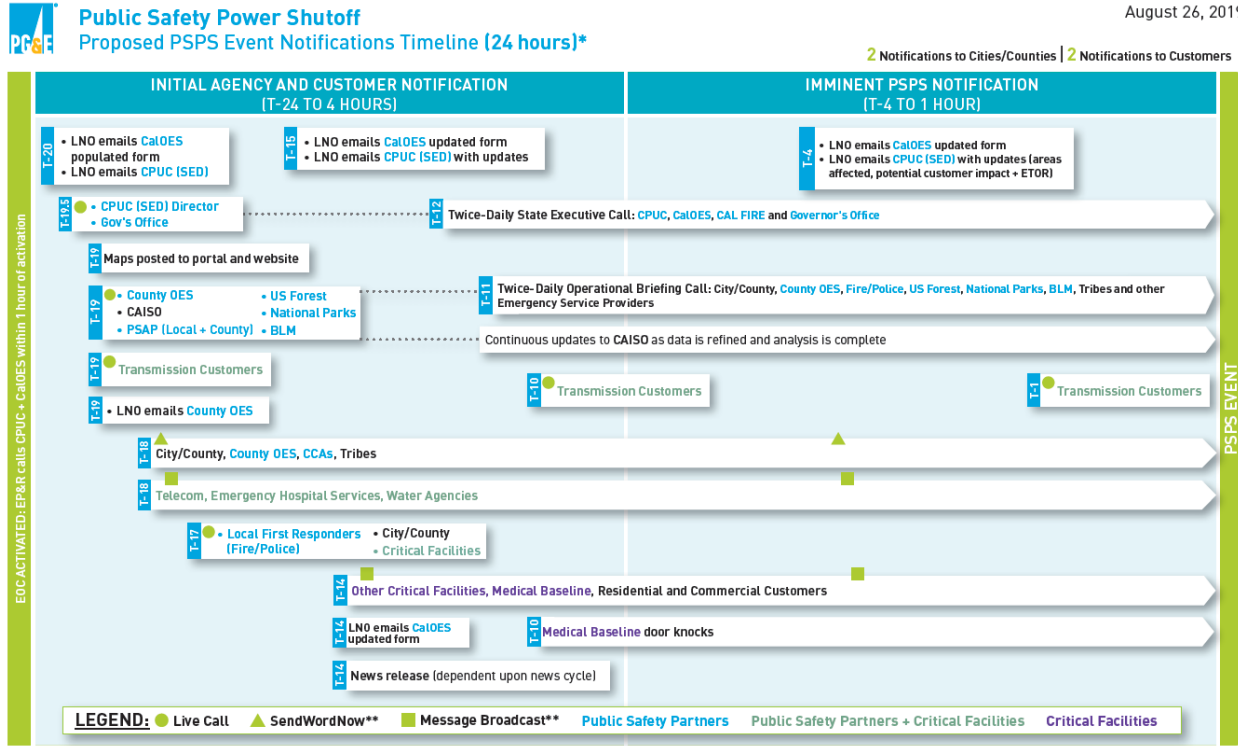 PG&E
Public Safety Power Shutoff
Proposed PSPS Event Notifications Timeline (24 hours)*
August 26, 2019
2 Notifications to Cities/Counties | 2 Notifications to Customers
EOC ACTIVATED: EP&R calls CPUC + CalOES within 1 hour of activation
INITIAL AGENCY AND CUSTOMER NOTIFICATION
(T-24 TO 4 HOURS)
IMMINENT PSPS NOTIFICATION
(T-4 TO 1 HOUR)
PSPS EVENT
T-20
• LNO emails CalOES
populated form
• LNO emails CPUC (SED)
T-15
• LNO emails CalOES updated form
• LNO emails CPUC (SED) with updates
T-4
• LNO emails CalOES updated form
• LNO emails CPUC (SED) with updates (areas
affected, potential customer impact + ETOR)
T-19.5
• CPUC (SED) Director
• Gov's Office
T-12
Twice-Daily State Executive Call: CPUC, CalOES, CAL FIRE and Governor's Office
T-19
Maps posted to portal and website
T-19
• County OES
• CAISO
• PSAP (Local + County)
• US Forest
• National Parks
• BLM
T-11
Twice-Daily Operational Briefing Call: City/County, County OES, Fire/Police, US Forest, National Parks, BLM, Tribes and other
Emergency Service Providers
Continuous updates to CAISO as data is refined and analysis is complete
T-19
Transmission Customers
T-10
Transmission Customers
T-1
Transmission Customers
T-19
• LNO emails County OES
T-18
City/County, County OES, CCAs, Tribes
T-18
Telecom, Emergency Hospital Services, Water Agencies
T-17
• Local First Responders
(Fire/Police)
• City/County
• Critical Facilities
T-14
Other Critical Facilities, Medical Baseline, Residential and Commercial Customers
T-14
LNO emails CalOES
updated form
T-10
Medical Baseline door knocks
T-14
News release (dependent upon news cycle)
LEGEND: Live Call SendWordNow** Message Broadcast** Public Safety Partners Public Safety Partners + Critical Facilities Critical Facilities